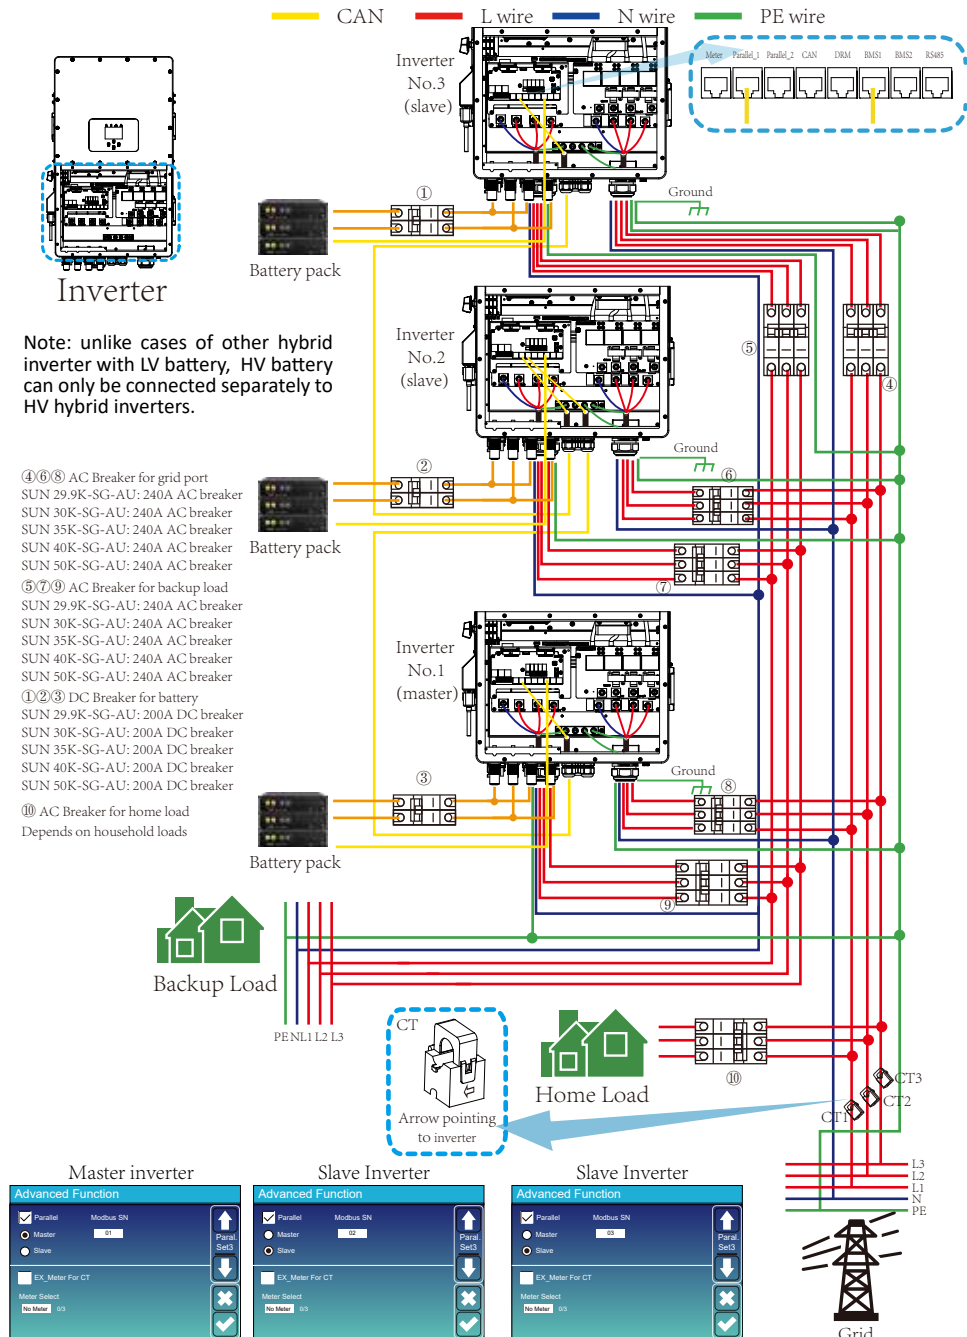 CAN L wire N wire PE wire
Inverter
No.3
(slave)
Meter Parallel_1 Parallel_2 CAN DRM BMS1 BMS2 RS485
①
Ground
Battery pack
Inverter
Note: unlike cases of other hybrid
inverter with LV battery, HV battery
can only be connected separately to
HV hybrid inverters.
Inverter
No.2
(slave)
⑤
④
Ground
②
⑥
Battery pack
⑦
④⑥⑧ AC Breaker for grid port
SUN 29.9K-SG-AU: 240A AC breaker
SUN 30K-SG-AU: 240A AC breaker
SUN 35K-SG-AU: 240A AC breaker
SUN 40K-SG-AU: 240A AC breaker
SUN 50K-SG-AU: 240A AC breaker
⑤⑦⑨ AC Breaker for backup load
SUN 29.9K-SG-AU: 240A AC breaker
SUN 30K-SG-AU: 240A AC breaker
SUN 35K-SG-AU: 240A AC breaker
SUN 40K-SG-AU: 240A AC breaker
SUN 50K-SG-AU: 240A AC breaker
①②③ DC Breaker for battery
SUN 29.9K-SG-AU: 200A DC breaker
SUN 30K-SG-AU: 200A DC breaker
SUN 35K-SG-AU: 200A DC breaker
SUN 40K-SG-AU: 200A DC breaker
SUN 50K-SG-AU: 200A DC breaker
⑩ AC Breaker for home load
Depends on household loads
Inverter
No.1
(master)
Ground
③
⑧
Battery pack
⑨
Backup Load
PE N L1 L2 L3
CT
Arrow pointing
to inverter
Home Load
⑩
CT3
CT2
CT1
L3
L2
L1
N
PE
Grid
Master inverter
Advanced Function
Parallel Modbus SN
Master 01
Slave
Paral.
Set3
EX_Meter For CT
Meter Select
No Meter 0/3
Slave Inverter
Advanced Function
Parallel Modbus SN
Master 02
Slave
Paral.
Set3
EX_Meter For CT
Meter Select
No Meter 0/3
Slave Inverter
Advanced Function
Parallel Modbus SN
Master 03
Slave
Paral.
Set3
EX_Meter For CT
Meter Select
No Meter 0/3